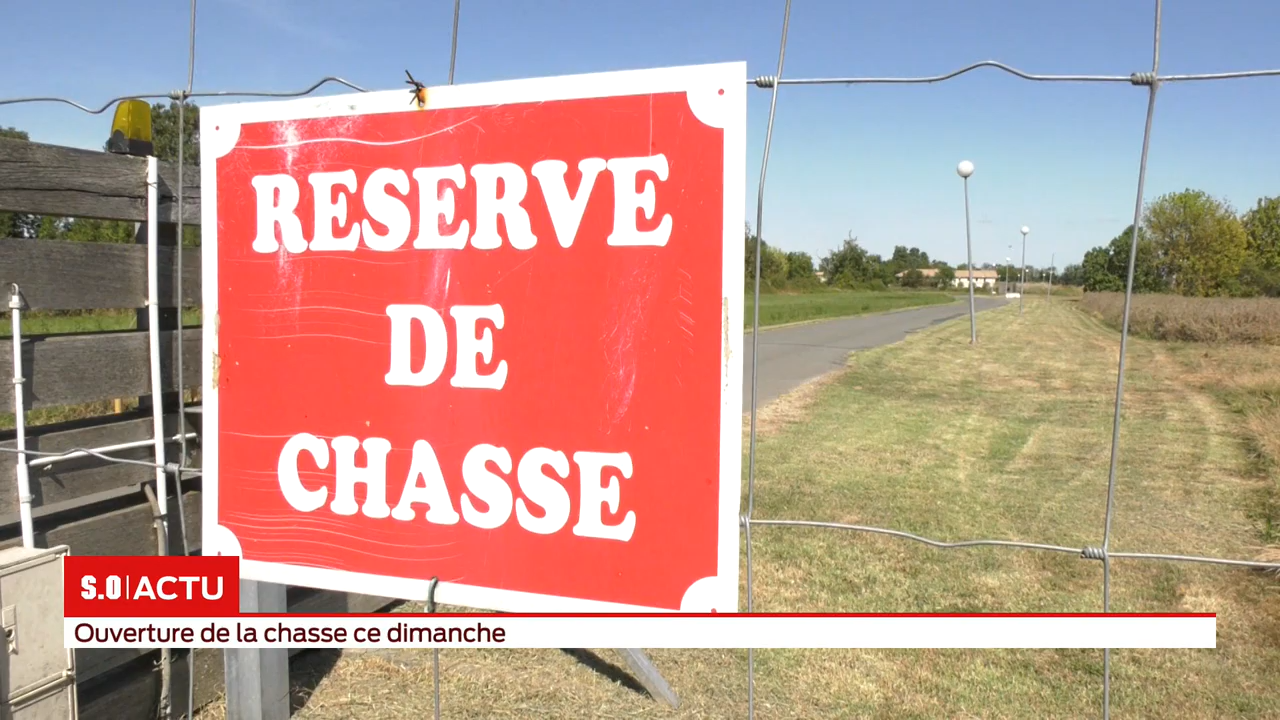 RESERVE
DE
CHASSE
S.O ACTU
Ouverture de la chasse ce dimanche